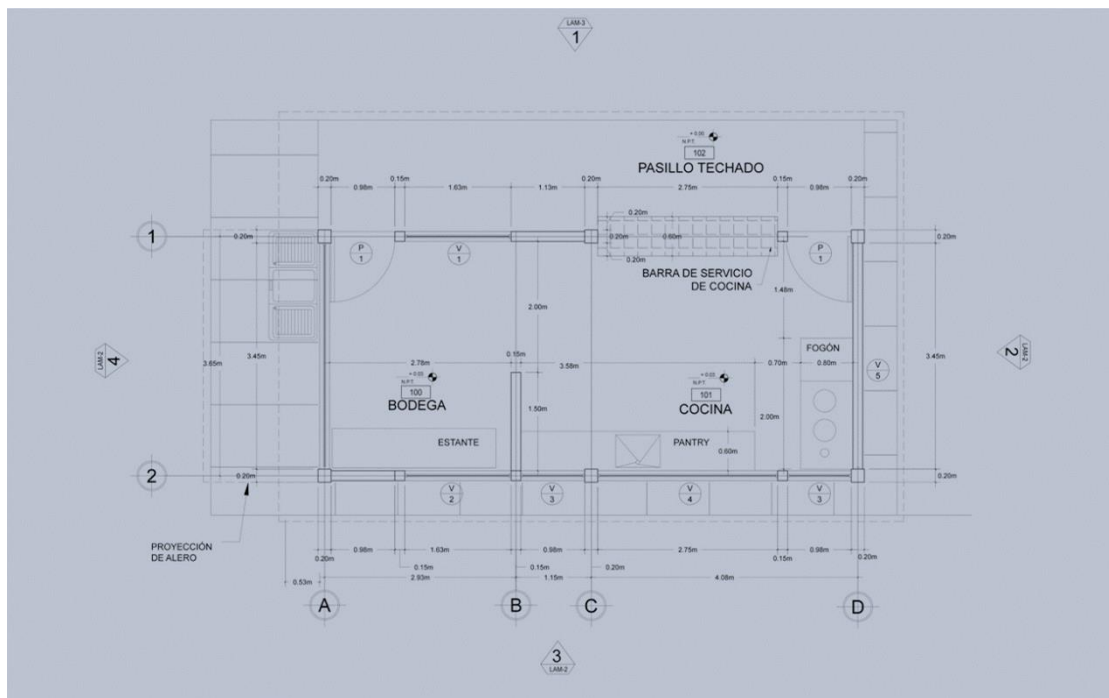 LAM-3
1
+ 0.00
N.P.T.
102
PASILLO TECHADO
0.20m
0.98m
0.15m
1.63m
1.13m
0.20m
2.75m
0.15m
0.98m
0.20m
0.20m
1
0.20m
0.20m
0.60m
0.20m
0.20m
P
1
V
1
P
1
BARRA DE SERVICIO
DE COCINA
1.48m
2.00m
LAM-2
4
3.65m
3.45m
2.78m
0.15m
3.58m
0.70m
FOGÓN
0.80m
V
5
3.45m
2
LAM-2
+ 0.03
N.P.T.
100
BODEGA
+ 0.03
N.P.T.
101
COCINA
1.50m
2.00m
ESTANTE
PANTRY
0.60m
2
0.20m
0.20m
V
2
V
3
V
4
V
3
PROYECCIÓN
DE ALERO
0.20m
0.98m
1.63m
0.98m
2.75m
0.98m
0.20m
0.15m
0.15m
0.20m
0.15m
0.53m
2.93m
1.15m
4.08m
A
B
C
D
3
LAM-2